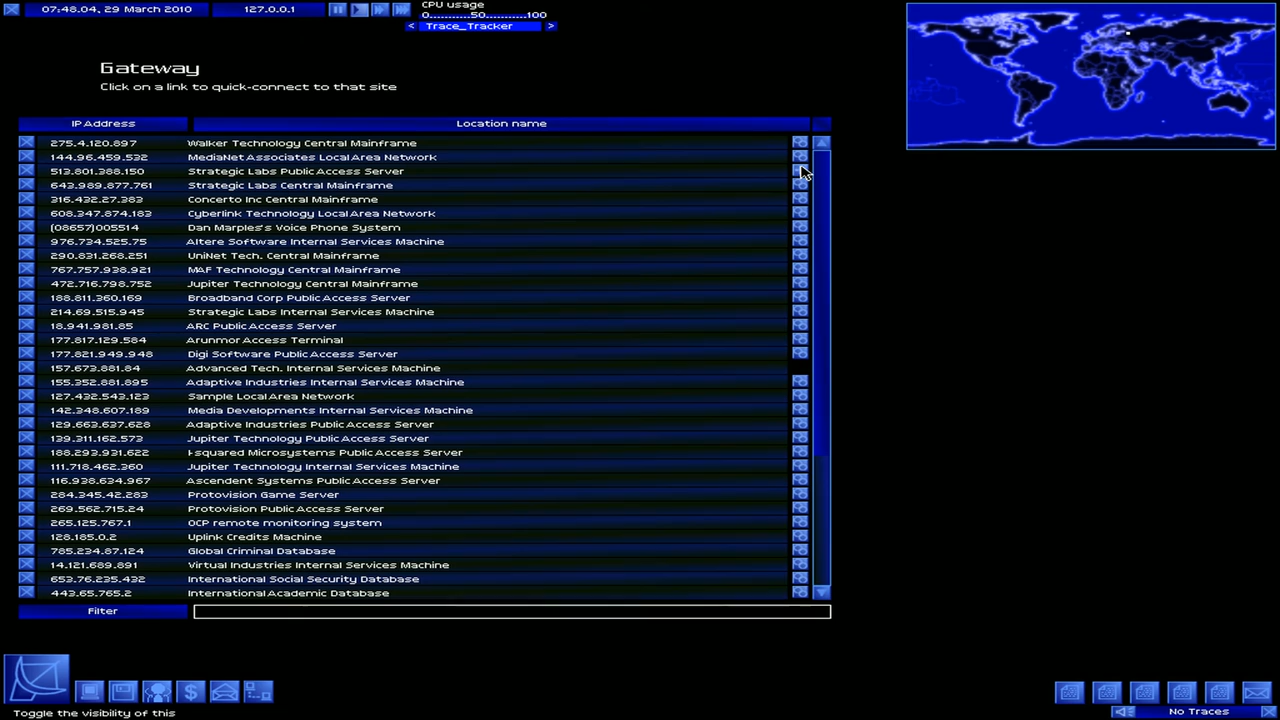 07:48.04, 29 March 2010
127.0.0.1
CPU usage
0..........50..........100
< Trace_Tracker >
Gateway
Click on a link to quick-connect to that site
IP Address Location name
275.4.120.897 Walker Technology Central Mainframe
144.96.459.532 MediaNet Associates Local Area Network
513.801.388.150 Strategic Labs Public Access Server
643.989.877.761 Strategic Labs Central Mainframe
316.432.27.383 Concerto Inc Central Mainframe
608.347.874.183 Cyberlink Technology Local Area Network
(08657)005514 Dan Marples's Voice Phone System
976.734.525.75 Altere Software Internal Services Machine
290.831.268.251 UniNet Tech. Central Mainframe
767.757.938.921 MAF Technology Central Mainframe
472.716.798.752 Jupiter Technology Central Mainframe
188.811.360.169 Broadband Corp Public Access Server
214.69.515.945 Strategic Labs Internal Services Machine
18.941.981.85 ARC Public Access Server
177.817.129.584 Arunmor Access Terminal
177.821.949.948 Digi Software Public Access Server
157.673.881.84 Advanced Tech. Internal Services Machine
155.352.881.895 Adaptive Industries Internal Services Machine
127.432.543.123 Sample Local Area Network
142.348.607.189 Media Developments Internal Services Machine
129.663.637.628 Adaptive Industries Public Access Server
139.311.162.573 Jupiter Technology Public Access Server
188.293.931.622 I-squared Microsystems Public Access Server
111.718.462.360 Jupiter Technology Internal Services Machine
116.938.634.967 Ascendent Systems Public Access Server
284.345.42.283 Protovision Game Server
269.562.715.24 Protovision Public Access Server
265.125.767.1 OCP remote monitoring system
128.185.0.2 Uplink Credits Machine
785.234.87.124 Global Criminal Database
14.121.689.891 Virtual Industries Internal Services Machine
653.76.235.432 International Social Security Database
443.65.765.2 International Academic Database
Filter
Toggle the visibility of this
No Traces